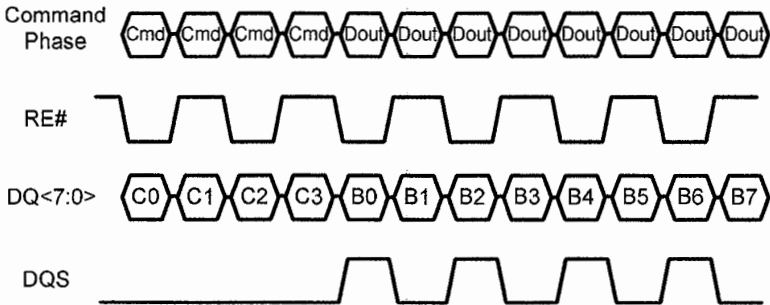 Command Phase Cmd Cmd Cmd Cmd Dout Dout Dout Dout Dout Dout Dout Dout
RE#
DQ<7:0> C0 C1 C2 C3 B0 B1 B2 B3 B4 B5 B6 B7
DQS